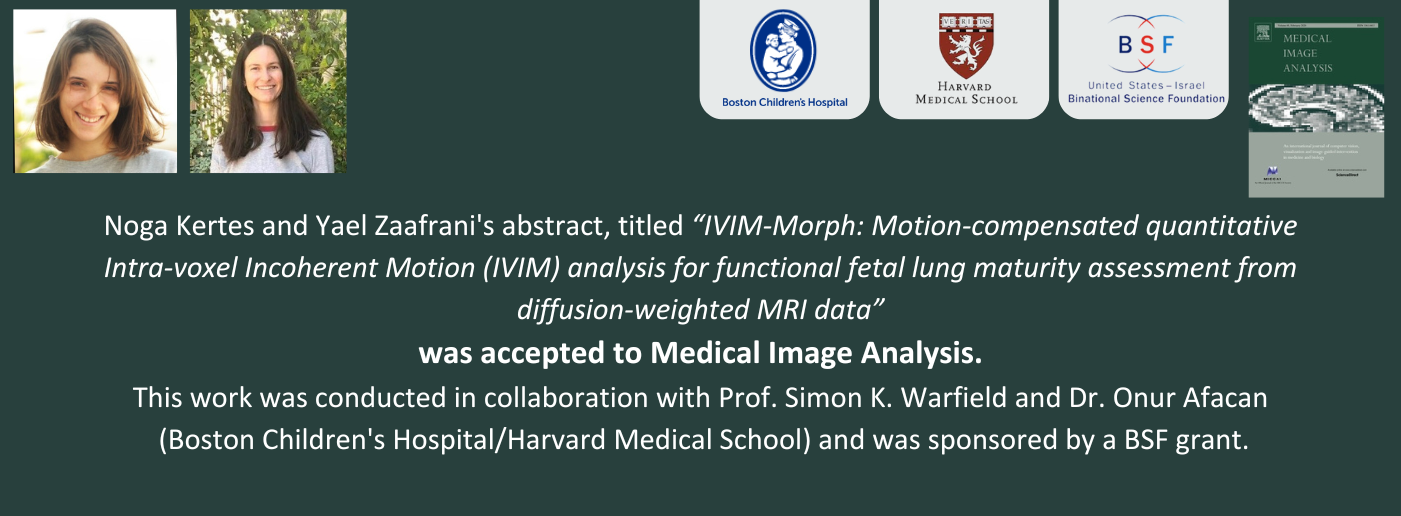 Boston Children's Hospital
VE RI TAS
HARVARD
MEDICAL SCHOOL
BSF
United States – Israel
Binational Science Foundation
MEDICAL
IMAGE
ANALYSIS
Noga Kertes and Yael Zaafrani's abstract, titled “IVIM-Morph: Motion-compensated quantitative
Intra-voxel Incoherent Motion (IVIM) analysis for functional fetal lung maturity assessment from
diffusion-weighted MRI data”
was accepted to Medical Image Analysis.
This work was conducted in collaboration with Prof. Simon K. Warfield and Dr. Onur Afacan
(Boston Children's Hospital/Harvard Medical School) and was sponsored by a BSF grant.